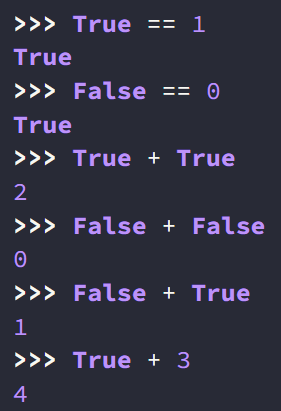 >>> True == 1
True
>>> False == 0
True
>>> True + True
2
>>> False + False
0
>>> False + True
1
>>> True + 3
4